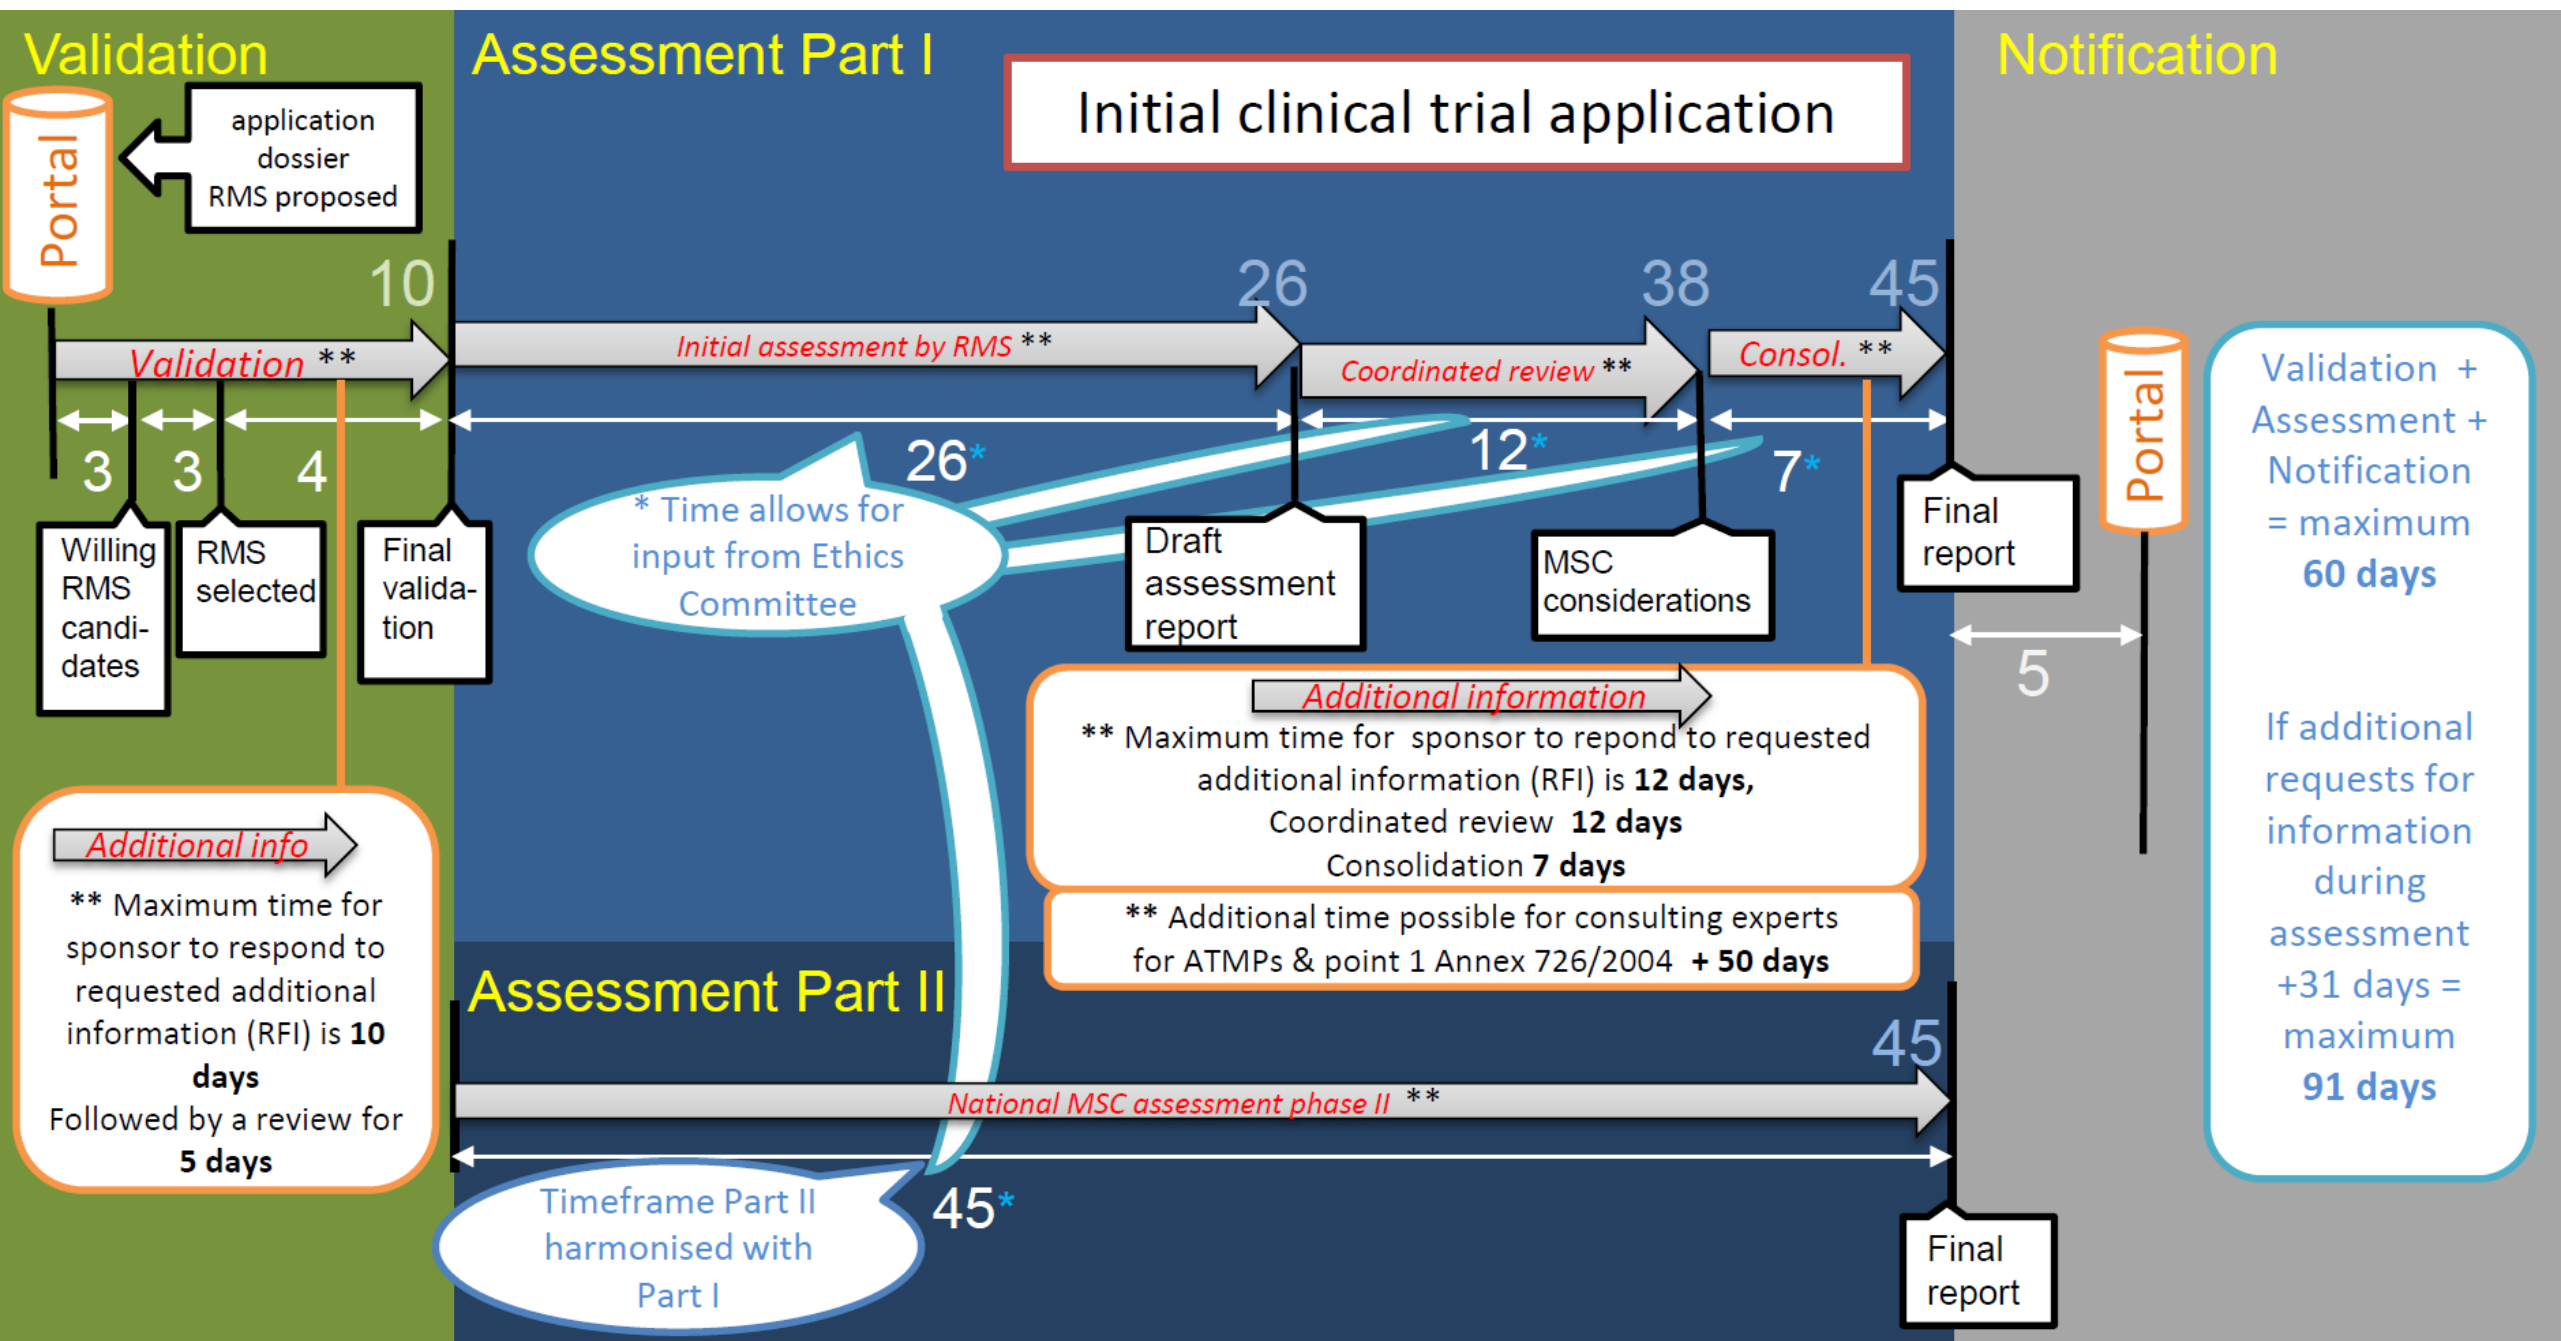 Validation
Portal
application
dossier
RMS proposed
10
Validation **
3
3
4
Willing
RMS
candi-
dates
RMS
selected
Final
valida-
tion
Additional info
** Maximum time for
sponsor to respond to
requested additional
information (RFI) is 10
days
Followed by a review for
5 days
Assessment Part I
Initial clinical trial application
26
38
45
Initial assessment by RMS **
Coordinated review **
Consol. **
26*
12*
7*
* Time allows for
input from Ethics
Committee
Draft
assessment
report
MSC
considerations
Final
report
Additional information
** Maximum time for sponsor to repond to requested
additional information (RFI) is 12 days,
Coordinated review 12 days
Consolidation 7 days
** Additional time possible for consulting experts
for ATMPs & point 1 Annex 726/2004 + 50 days
Assessment Part II
45
National MSC assessment phase II **
45*
Timeframe Part II
harmonised with
Part I
Final
report
Notification
Portal
5
Validation +
Assessment +
Notification
= maximum
60 days
If additional
requests for
information
during
assessment
+31 days =
maximum
91 days